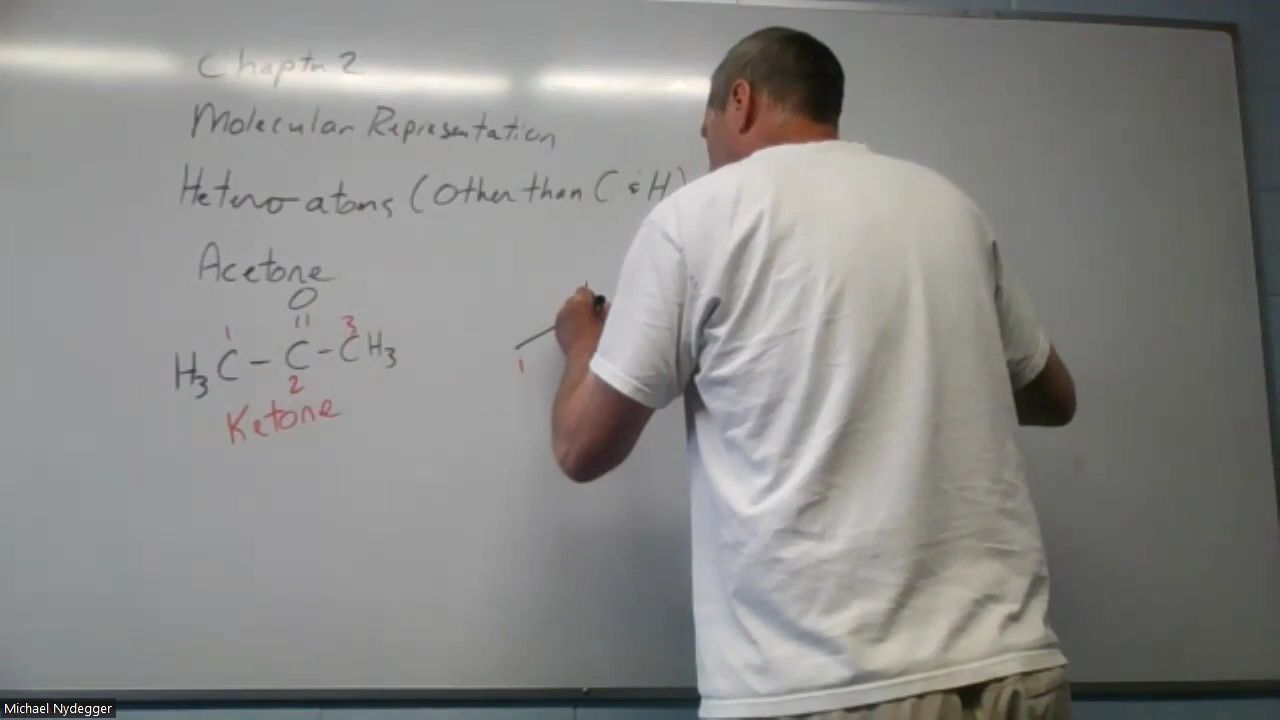 Chapter 2
Molecular Representation
Hetero-atoms (Other than C & H)
Acetone
O
1 || 3
H3C - C - CH3
2
1
Ketone
Michael Nydegger